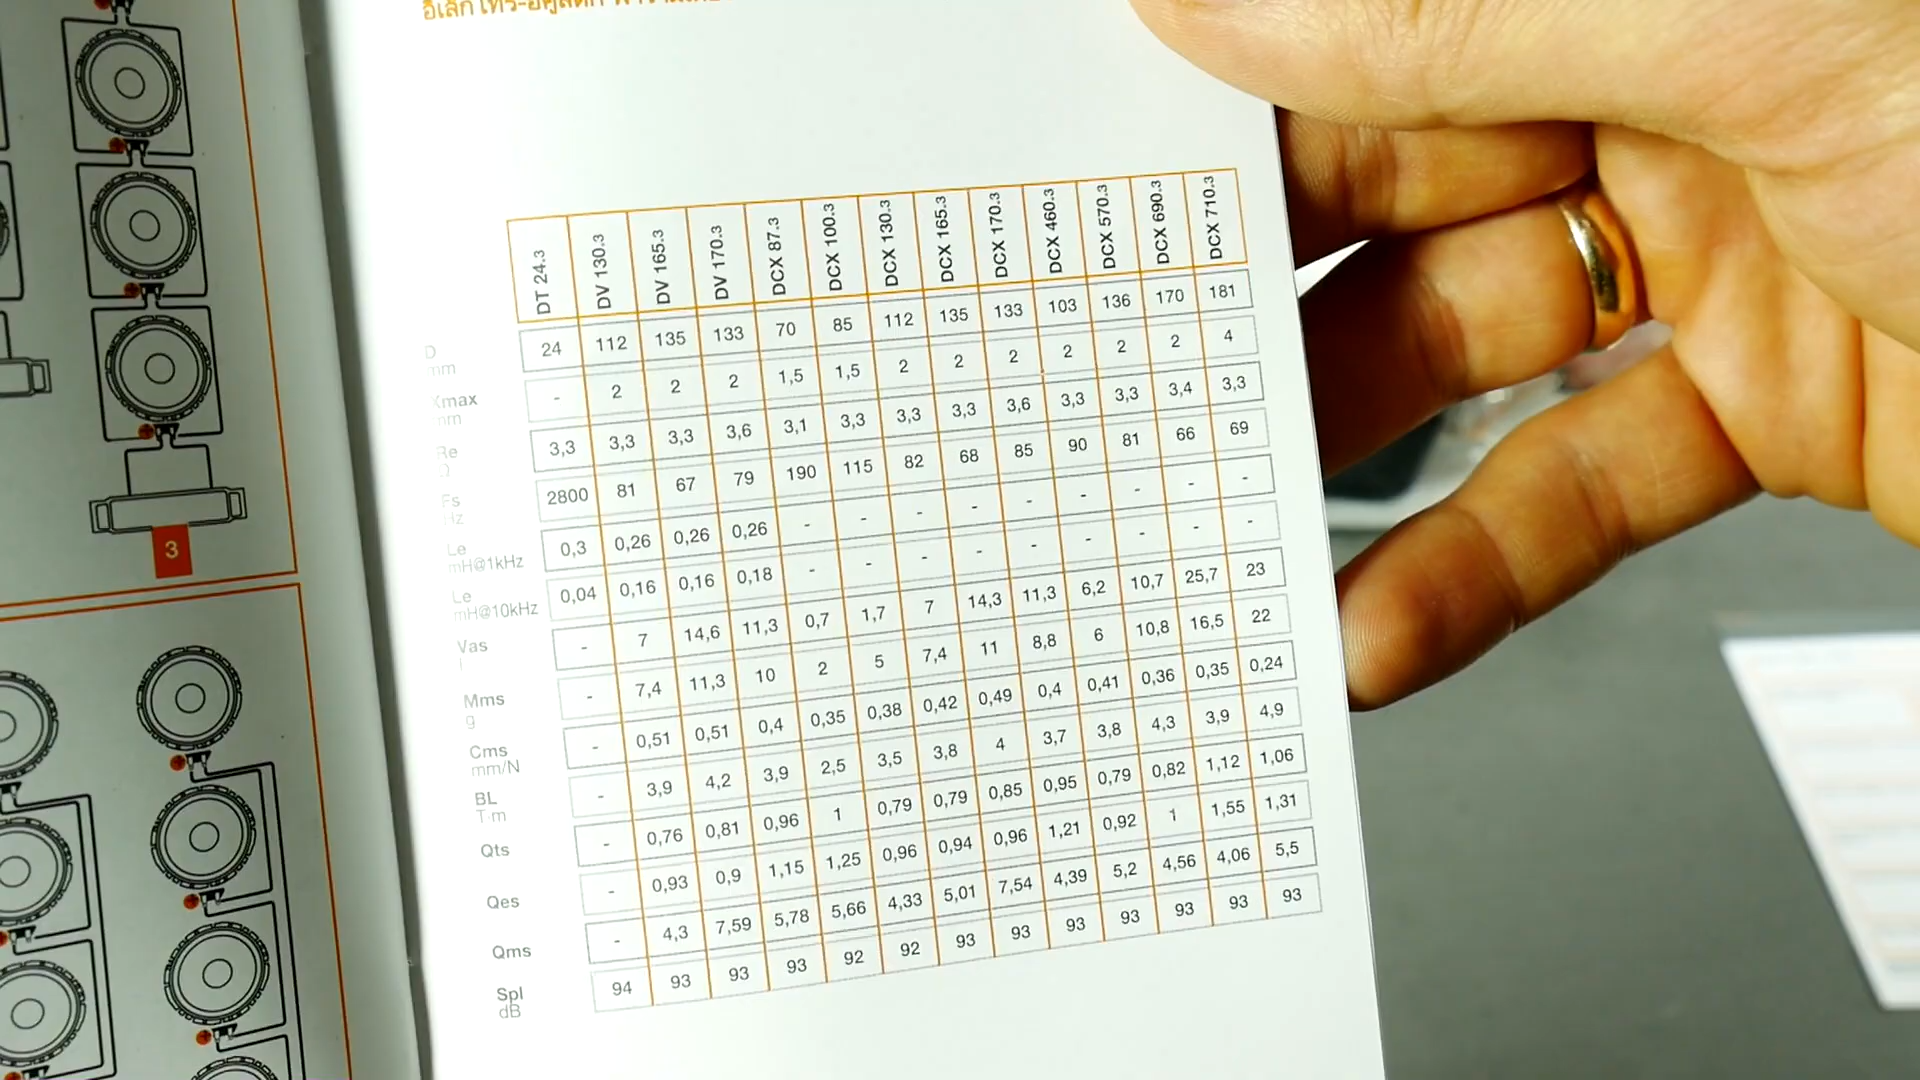 3
DT 24.3 DV 130.3 DV 165.3 DV 170.3 DCX 87.3 DCX 100.3 DCX 130.3 DCX 165.3 DCX 170.3 DCX 460.3 DCX 570.3 DCX 690.3 DCX 710.3
D mm 24 112 135 133 70 85 112 135 133 103 136 170 181
Xmax mm - 2 2 2 1,5 1,5 2 2 2 2 2 2 4
Re Ω 3,3 3,3 3,3 3,6 3,1 3,3 3,3 3,3 3,6 3,3 3,3 3,4 3,3
Fs Hz 2800 81 67 79 190 115 82 68 85 90 81 66 69
Le mH@1kHz 0,3 0,26 0,26 0,26 - - - - - - - - -
Le mH@10kHz 0,04 0,16 0,16 0,18 - - - - - - - - -
Vas l - 7 14,6 11,3 0,7 1,7 7 14,3 11,3 6,2 10,7 25,7 23
Mms g - 7,4 11,3 10 2 5 7,4 11 8,8 6 10,8 16,5 22
Cms mm/N - 0,51 0,51 0,4 0,35 0,38 0,42 0,49 0,4 0,41 0,36 0,35 0,24
BL T·m - 3,9 4,2 3,9 2,5 3,5 3,8 4 3,7 3,8 4,3 3,9 4,9
Qts - 0,76 0,81 0,96 1 0,79 0,79 0,85 0,95 0,79 0,82 1,12 1,06
Qes - 0,93 0,9 1,15 1,25 0,96 0,94 0,96 1,21 0,92 1 1,55 1,31
Qms - 4,3 7,59 5,78 5,66 4,33 5,01 7,54 4,39 5,2 4,56 4,06 5,5
Spl dB 94 93 93 93 92 92 93 93 93 93 93 93 93